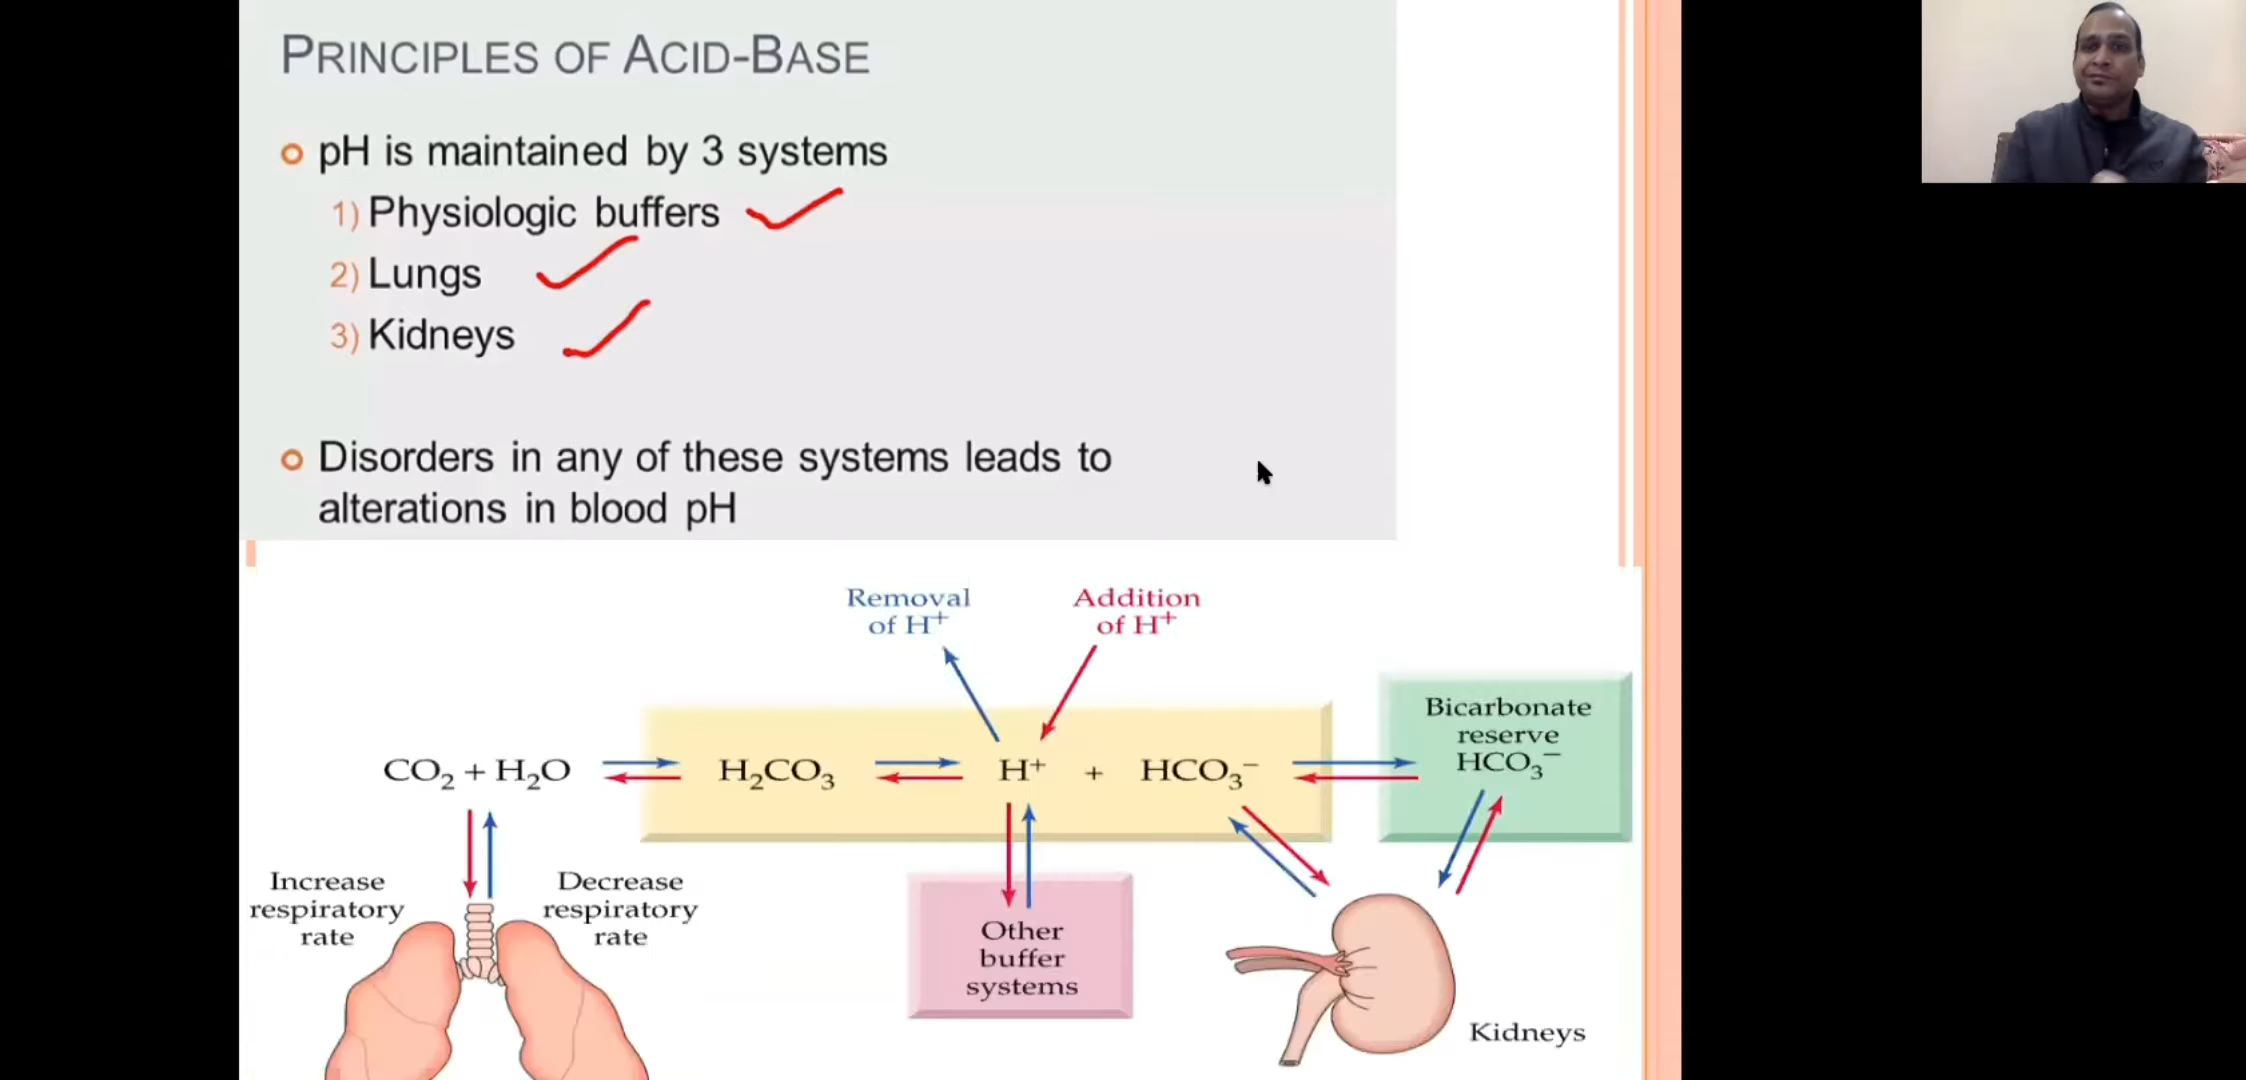 PRINCIPLES OF ACID-BASE
pH is maintained by 3 systems
1) Physiologic buffers
2) Lungs
3) Kidneys
Disorders in any of these systems leads to
alterations in blood pH
Removal
of H⁺
Addition
of H⁺
CO₂ + H₂O
H₂CO₃
H⁺ + HCO₃⁻
Bicarbonate
reserve
HCO₃⁻
Increase
respiratory
rate
Decrease
respiratory
rate
Other
buffer
systems
Kidneys